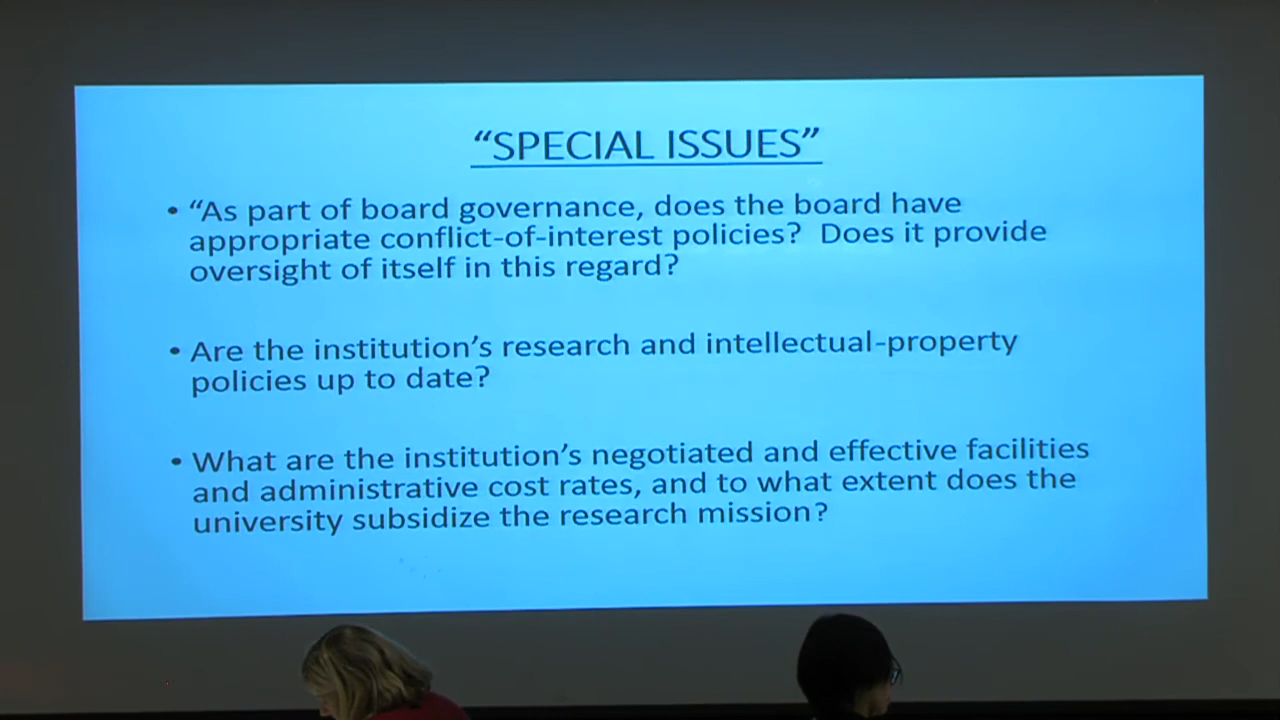 “SPECIAL ISSUES”
• “As part of board governance, does the board have
appropriate conflict-of-interest policies?  Does it provide
oversight of itself in this regard?
• Are the institution’s research and intellectual-property
policies up to date?
• What are the institution’s negotiated and effective facilities
and administrative cost rates, and to what extent does the
university subsidize the research mission?